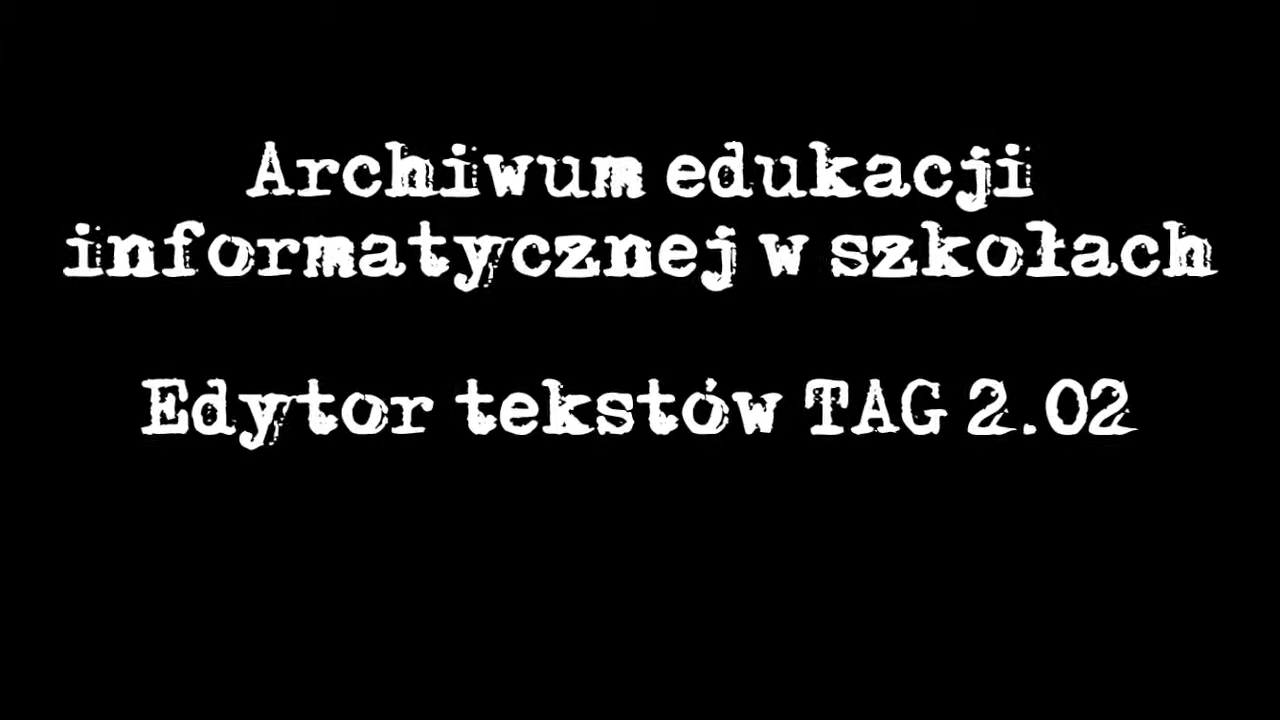 Archiwum edukacji
informatycznej w szkołach
Edytor tekstów TAG 2.02